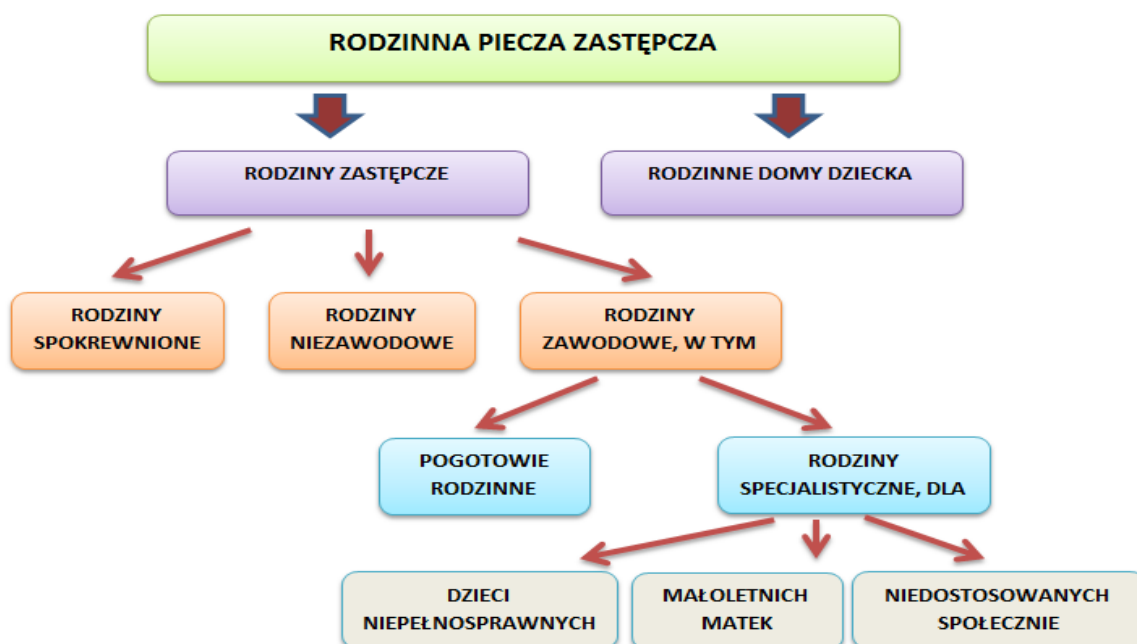 RODZINNA PIECZA ZASTĘPCZA
RODZINY ZASTĘPCZE
RODZINNE DOMY DZIECKA
RODZINY
SPOKREWNIONE
RODZINY
NIEZAWODOWE
RODZINY
ZAWODOWE, W TYM
POGOTOWIE
RODZINNE
RODZINY
SPECJALISTYCZNE, DLA
DZIECI
NIEPEŁNOSPRAWNYCH
MAŁOLETNICH
MATEK
NIEDOSTOSOWANYCH
SPOŁECZNIE